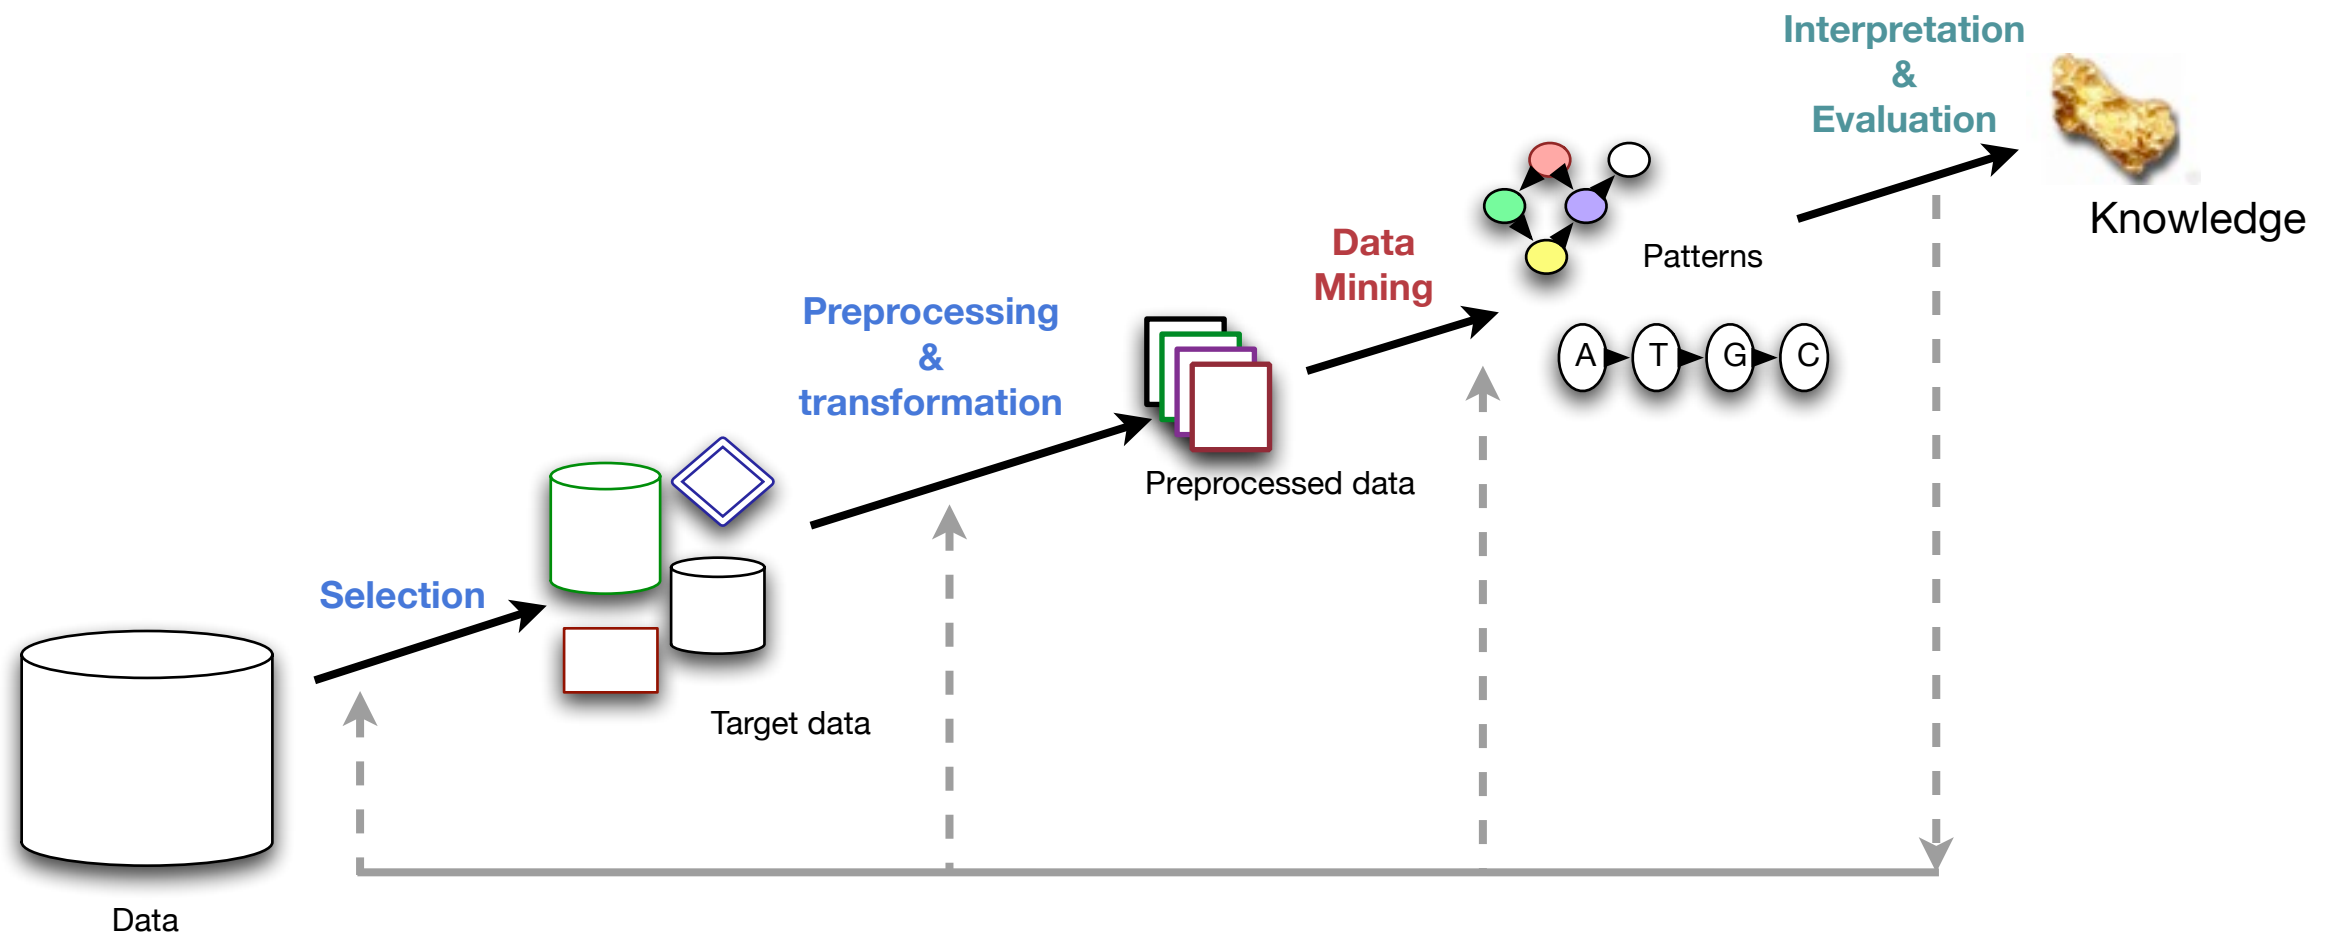 Interpretation
&
Evaluation
Knowledge
Data
Mining
Patterns
A T G C
Preprocessing
&
transformation
Preprocessed data
Selection
Target data
Data